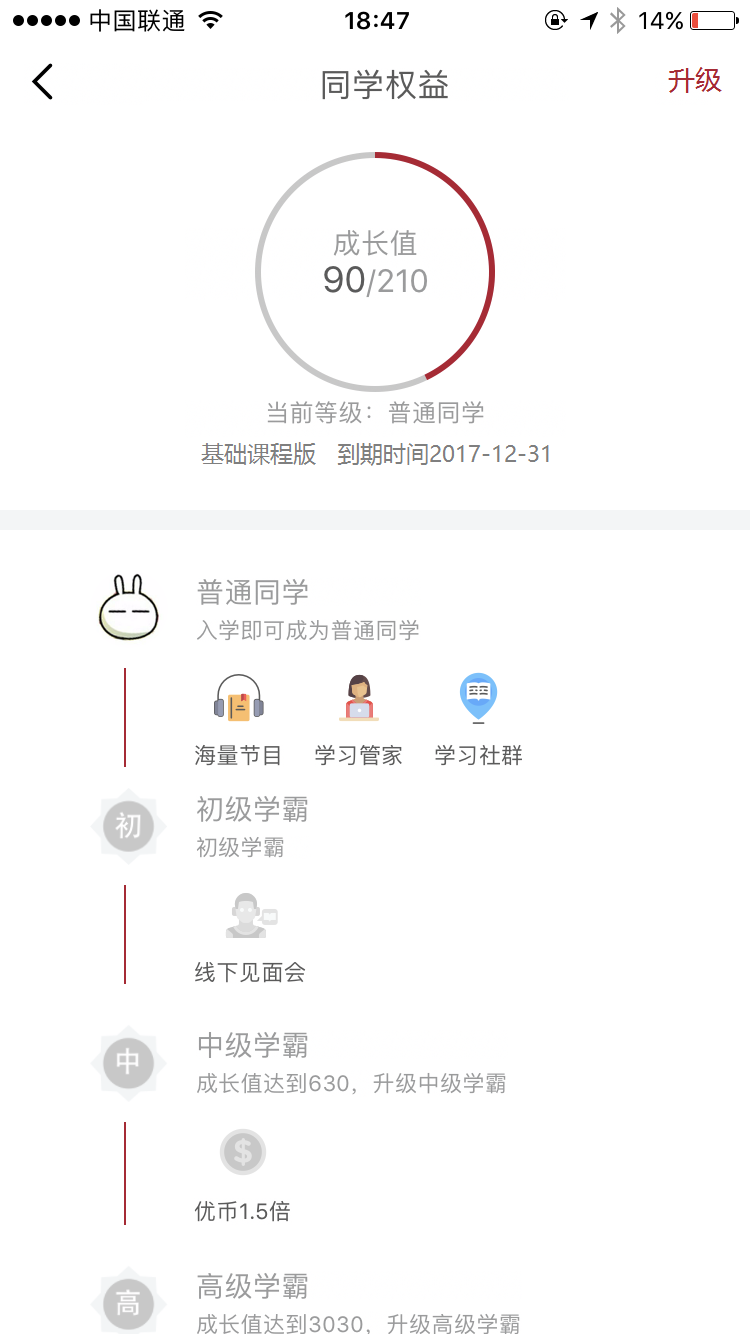 中国联通 18:47 14%
同学权益 升级
成长值
90/210
当前等级：普通同学
基础课程版 到期时间2017-12-31
普通同学
入学即可成为普通同学
海量节目 学习管家 学习社群
初
初级学霸
初级学霸
线下见面会
中
中级学霸
成长值达到630，升级中级学霸
$
优币1.5倍
高
高级学霸
成长值达到3030，升级高级学霸